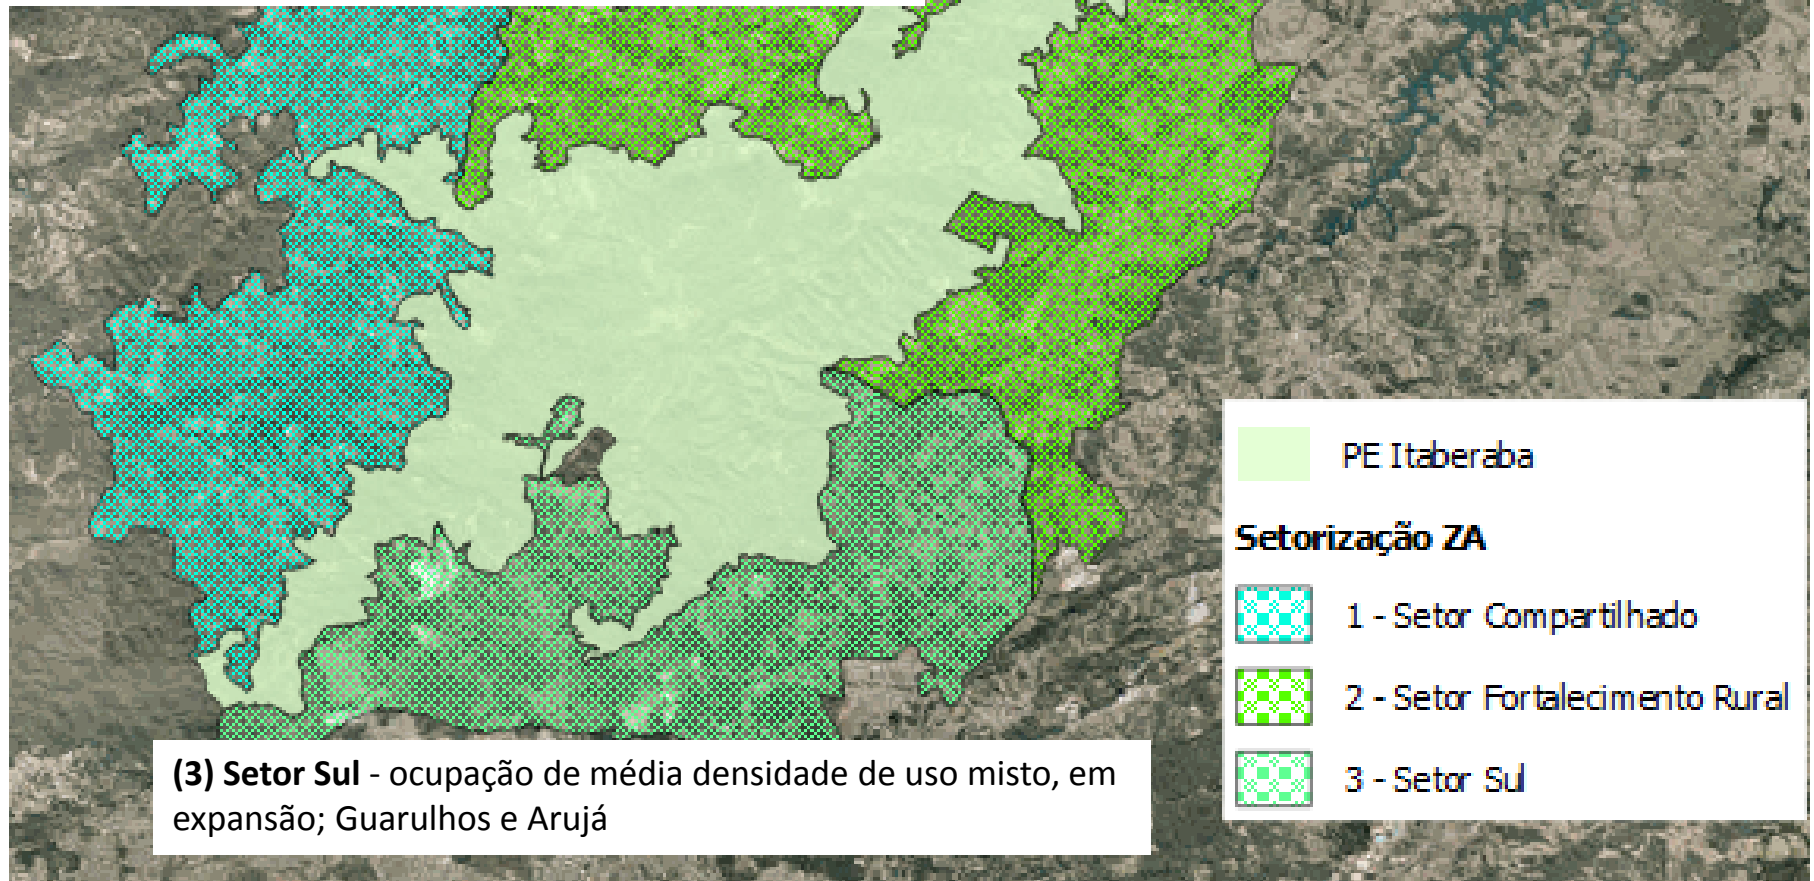 PE Itaberaba
Setorização ZA
1 - Setor Compartilhado
2 - Setor Fortalecimento Rural
3 - Setor Sul
(3) Setor Sul - ocupação de média densidade de uso misto, em
expansão; Guarulhos e Arujá